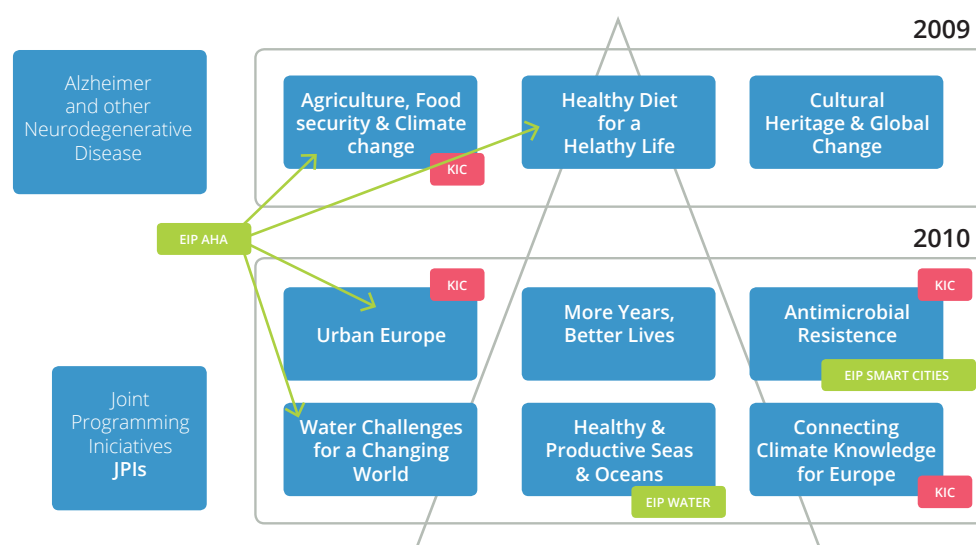 2009
Alzheimer
and other
Neurodegenerative
Disease
Agriculture, Food
security & Climate
change
KIC
Healthy Diet
for a
Helathy Life
Cultural
Heritage & Global
Change
EIP AHA
2010
KIC
Urban Europe
More Years,
Better Lives
KIC
Antimicrobial
Resistence
EIP SMART CITIES
Joint
Programming
Iniciatives
JPIs
Water Challenges
for a Changing
World
Healthy &
Productive Seas
& Oceans
EIP WATER
Connecting
Climate Knowledge
for Europe
KIC